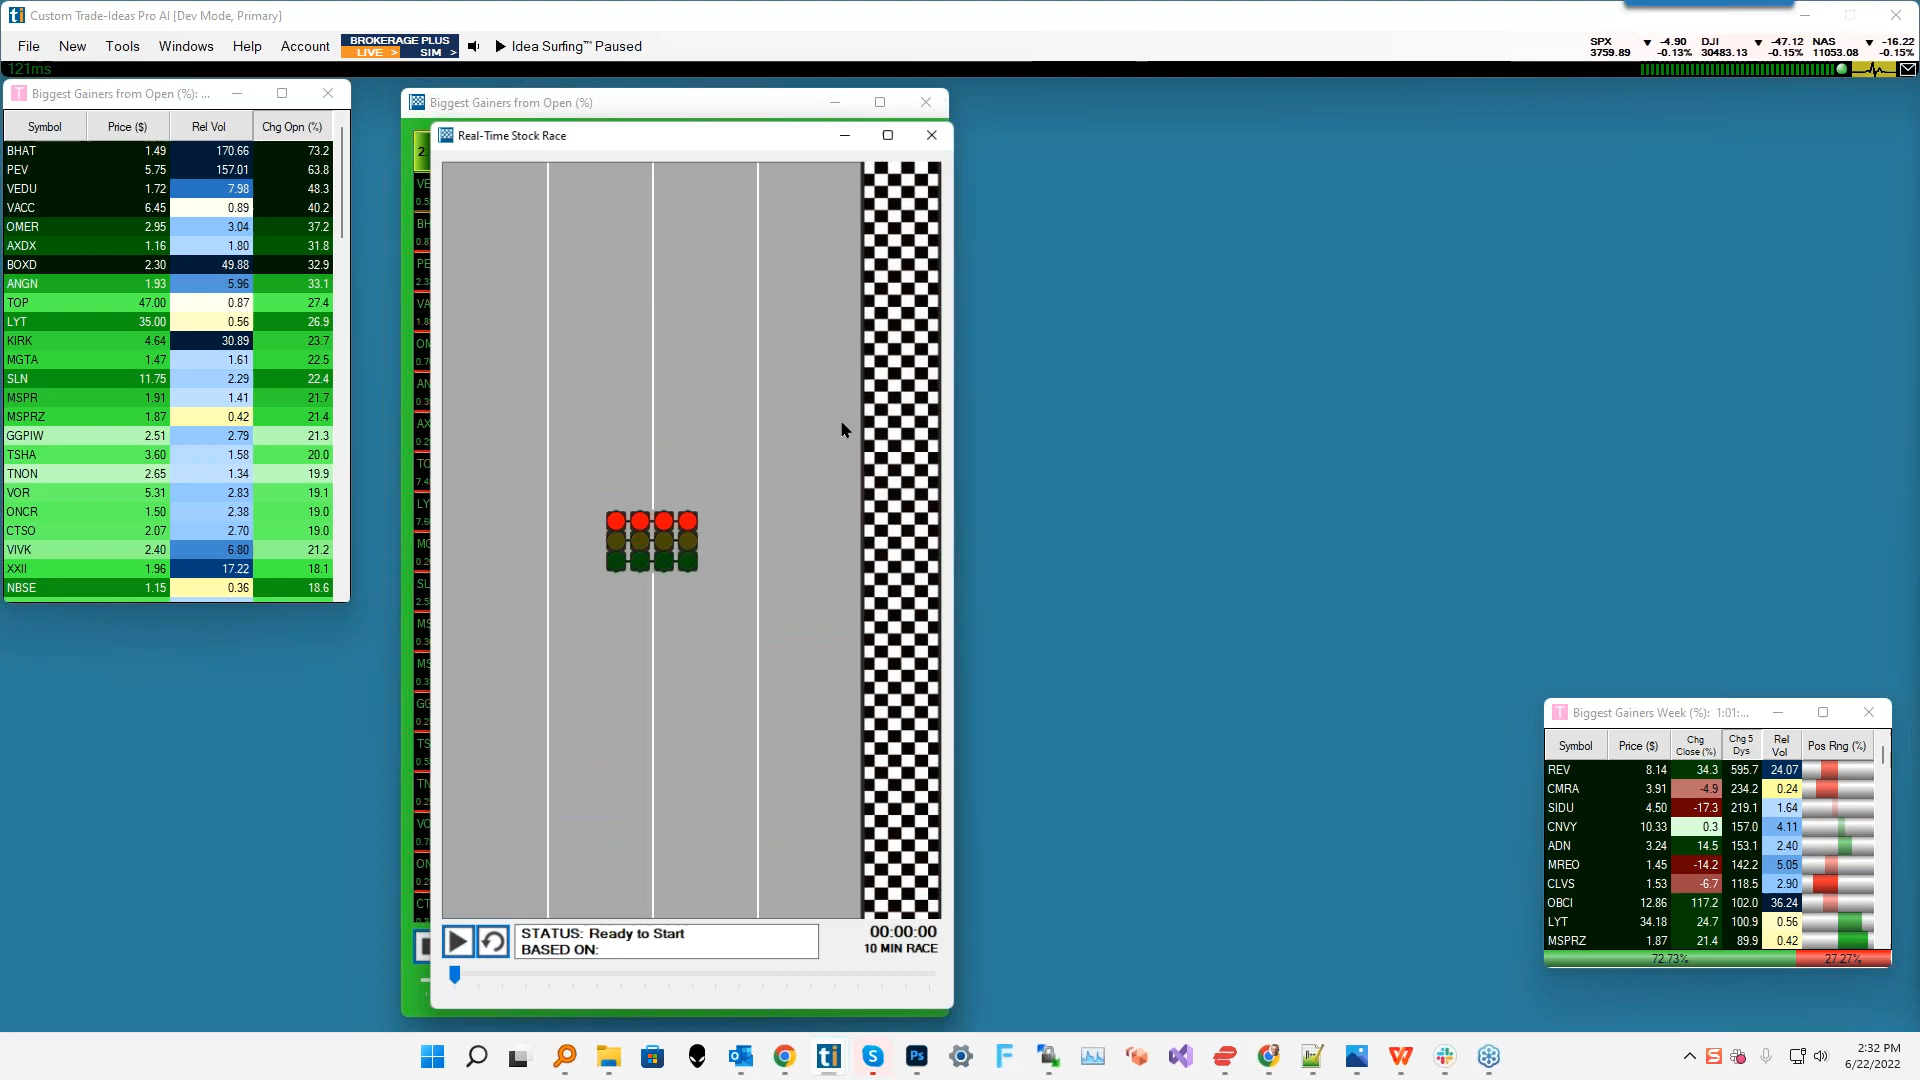 Custom Trade-Ideas Pro AI [Dev Mode, Primary]
File New Tools Windows Help Account BROKERAGE PLUS LIVE > SIM > Idea Surfing™ Paused
SPX -4.90 DJI -47.12 NAS -16.22
3759.89 -0.13% 30483.13 -0.15% 11053.08 -0.15%
121ms
Biggest Gainers from Open (%): ...
Symbol Price ($) Rel Vol Chg Opn (%)
BHAT 1.49 170.66 73.2
PEV 5.75 157.01 63.8
VEDU 1.72 7.98 48.3
VACC 6.45 0.89 40.2
OMER 2.95 3.04 37.2
AXDX 1.16 1.80 31.8
BOXD 2.30 49.88 32.9
ANGN 1.93 5.96 33.1
TOP 47.00 0.87 27.4
LYT 35.00 0.56 26.9
KIRK 4.64 30.89 23.7
MGTA 1.47 1.61 22.5
SLN 11.75 2.29 22.4
MSPR 1.91 1.41 21.7
MSPRZ 1.87 0.42 21.4
GGPIW 2.51 2.79 21.3
TSHA 3.60 1.58 20.0
TNON 2.65 1.34 19.9
VOR 5.31 2.83 19.1
ONCR 1.50 2.38 19.0
CTSO 2.07 2.70 19.0
VIVK 2.40 6.80 21.2
XXII 1.96 17.22 18.1
NBSE 1.15 0.36 18.6
Biggest Gainers from Open (%)
Real-Time Stock Race
STATUS: Ready to Start
BASED ON:
00:00:00
10 MIN RACE
Biggest Gainers Week (%): 1:01:...
Symbol Price ($) Chg Close (%) Chg 5 Dys Rel Vol Pos Rng (%)
REV 8.14 34.3 595.7 24.07
CMRA 3.91 -4.9 234.2 0.24
SIDU 4.50 -17.3 219.1 1.64
CNVY 10.33 0.3 157.0 4.11
ADN 3.24 14.5 153.1 2.40
MREO 1.45 -14.2 142.2 5.05
CLVS 1.53 -6.7 118.5 2.90
OBCI 12.86 117.2 102.0 36.24
LYT 34.18 24.7 100.9 0.56
MSPRZ 1.87 21.4 89.9 0.42
72.73% 27.27%
2:32 PM
6/22/2022